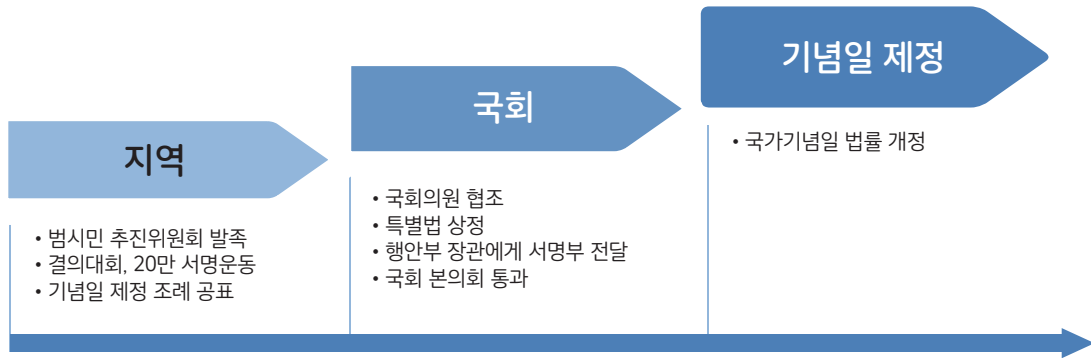 지역
• 범시민 추진위원회 발족
• 결의대회, 20만 서명운동
• 기념일 제정 조례 공표
국회
• 국회의원 협조
• 특별법 상정
• 행안부 장관에게 서명부 전달
• 국회 본의회 통과
기념일 제정
• 국가기념일 법률 개정